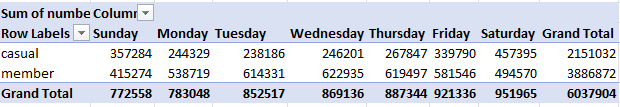 Sum of numbe Column
Row Labels Sunday Monday Tuesday Wednesday Thursday Friday Saturday Grand Total
casual 357284 244329 238186 246201 267847 339790 457395 2151032
member 415274 538719 614331 622935 619497 581546 494570 3886872
Grand Total 772558 783048 852517 869136 887344 921336 951965 6037904